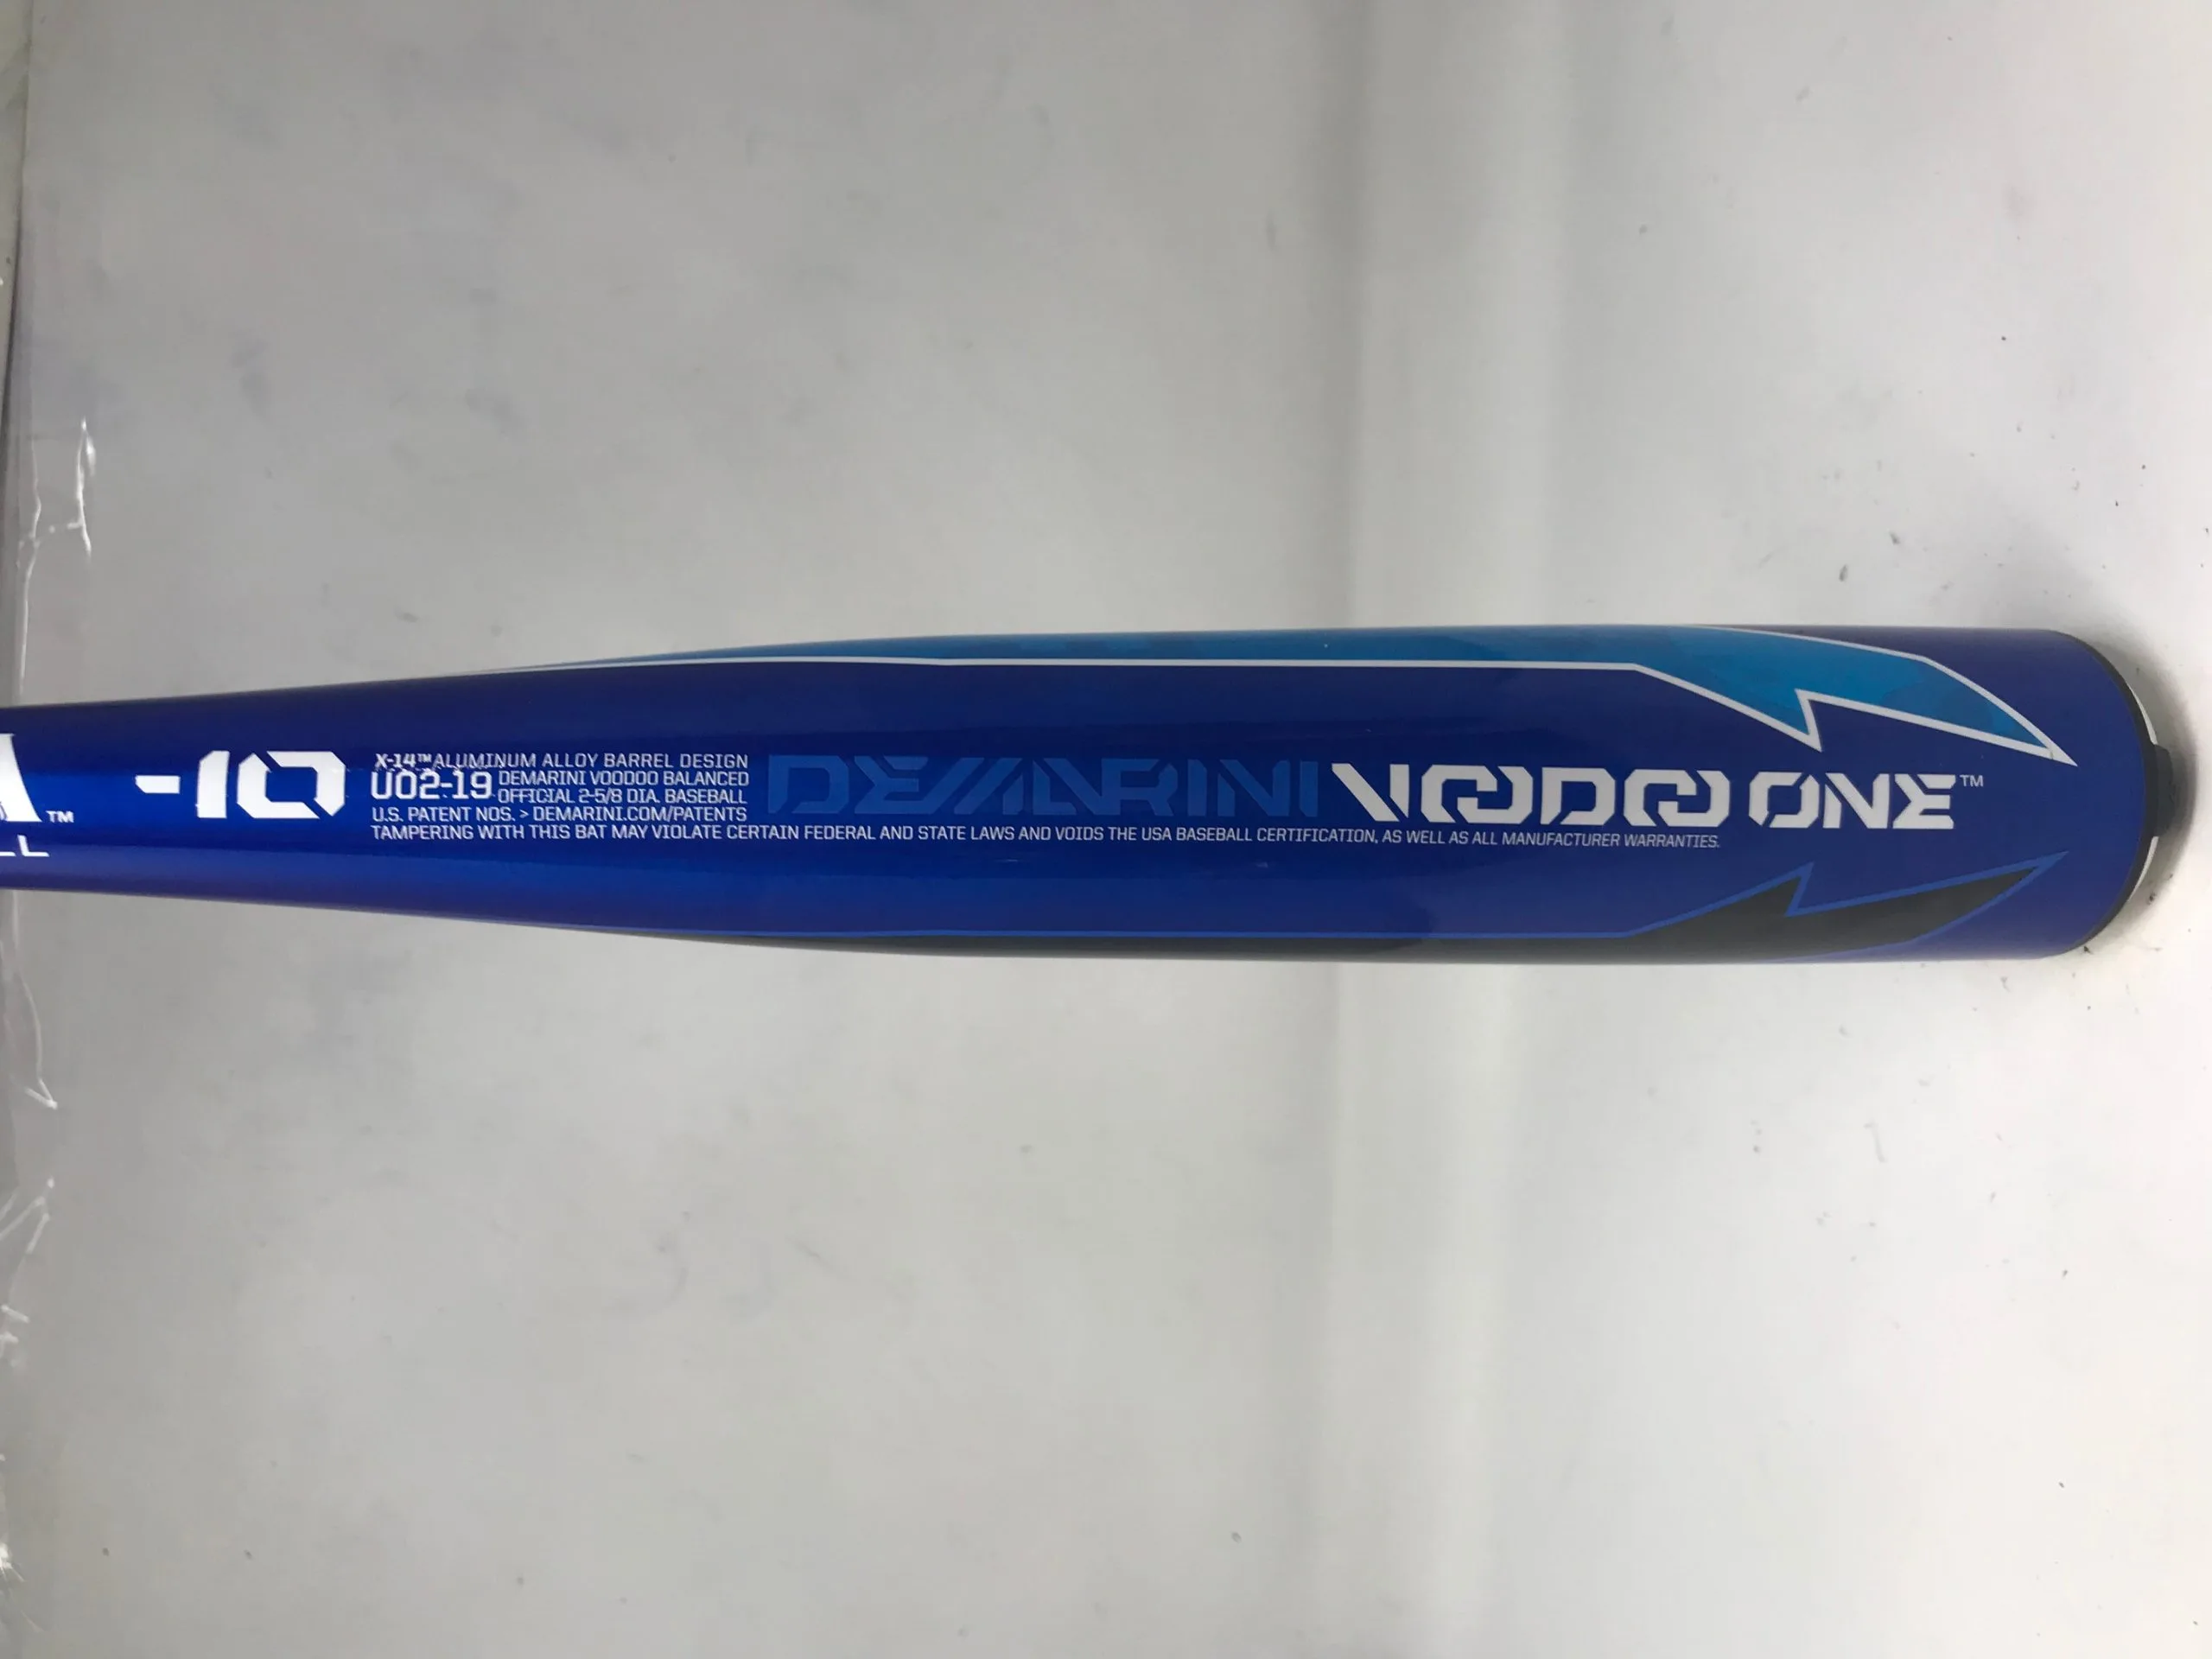 A™
LL
-10
X-14™ ALUMINUM ALLOY BARREL DESIGN
U02-19 DEMARINI VOODOO BALANCED
OFFICIAL 2-5/8 DIA. BASEBALL
U.S. PATENT NOS. > DEMARINI.COM/PATENTS
TAMPERING WITH THIS BAT MAY VIOLATE CERTAIN FEDERAL AND STATE LAWS AND VOIDS THE USA BASEBALL CERTIFICATION, AS WELL AS ALL MANUFACTURER WARRANTIES.
DEMARINI VOODOO ONE™